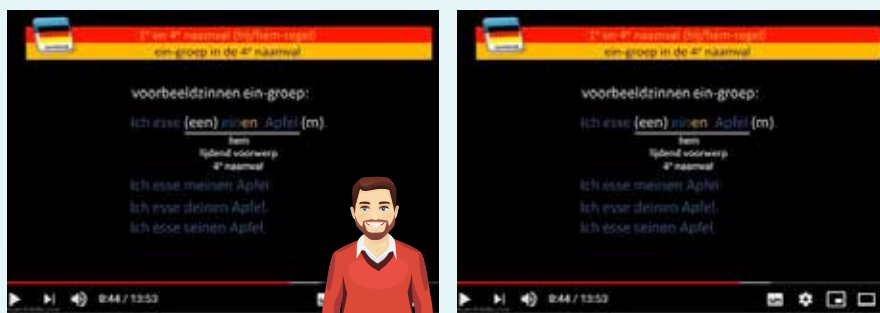 1e en 4e naamval (hij/hem-regel)
ein-groep in de 4e naamval
voorbeeldzinnen ein-groep:
Ich esse (een) einen Apfel (m).
hem
lijdend voorwerp
4e naamval
Ich esse meinen Apfel.
Ich esse deinen Apfel.
Ich esse seinen Apfel.
8:44 / 13:53
1e en 4e naamval (hij/hem-regel)
ein-groep in de 4e naamval
voorbeeldzinnen ein-groep:
Ich esse (een) einen Apfel (m).
hem
lijdend voorwerp
4e naamval
Ich esse meinen Apfel.
Ich esse deinen Apfel.
Ich esse seinen Apfel.
8:44 / 13:53